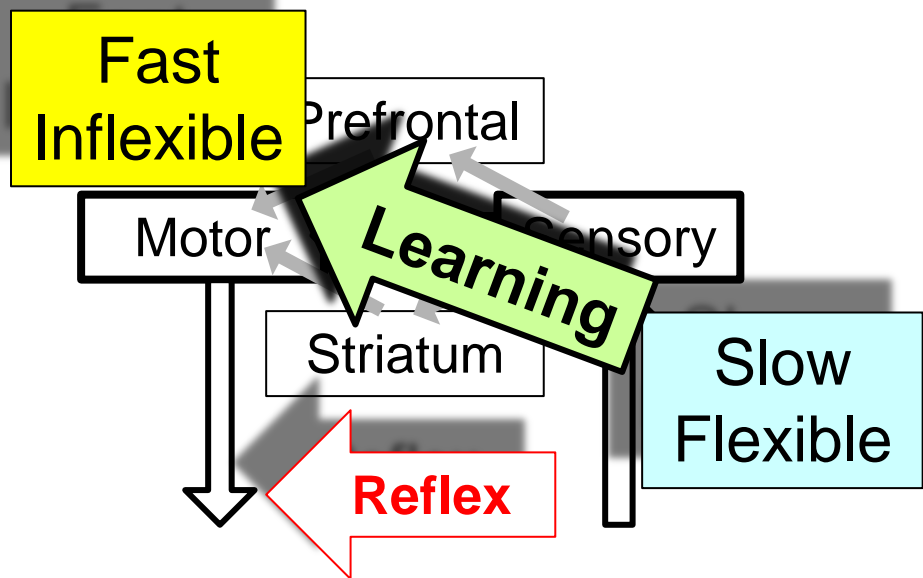 Fast
Inflexible
Prefrontal
Motor
Sensory
Learning
Striatum
Slow
Flexible
Reflex